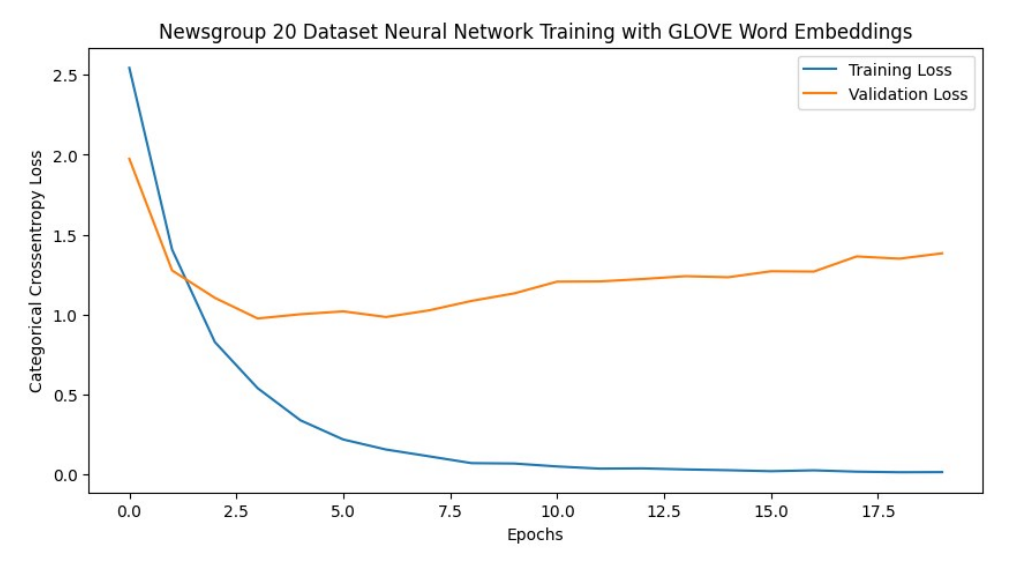 Newsgroup 20 Dataset Neural Network Training with GLOVE Word Embeddings
Training Loss
Validation Loss
Categorical Crossentropy Loss
2.5
2.0
1.5
1.0
0.5
0.0
0.0 2.5 5.0 7.5 10.0 12.5 15.0 17.5
Epochs